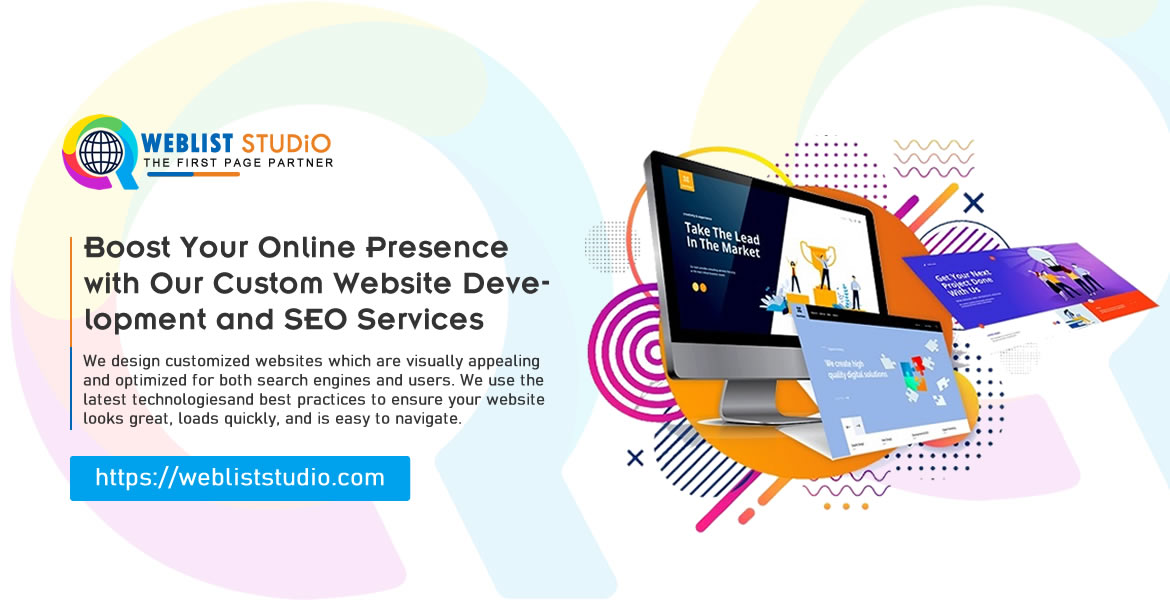 WEBLIST STUDiO
THE FIRST PAGE PARTNER
Boost Your Online Presence
with Our Custom Website Deve-
lopment and SEO Services
We design customized websites which are visually appealing
and optimized for both search engines and users. We use the
latest technologiesand best practices to ensure your website
looks great, loads quickly, and is easy to navigate.
https://webliststudio.com
Take The Lead
In The Market
We create high
quality digital solutions
Get Your Next
Project Done
With Us